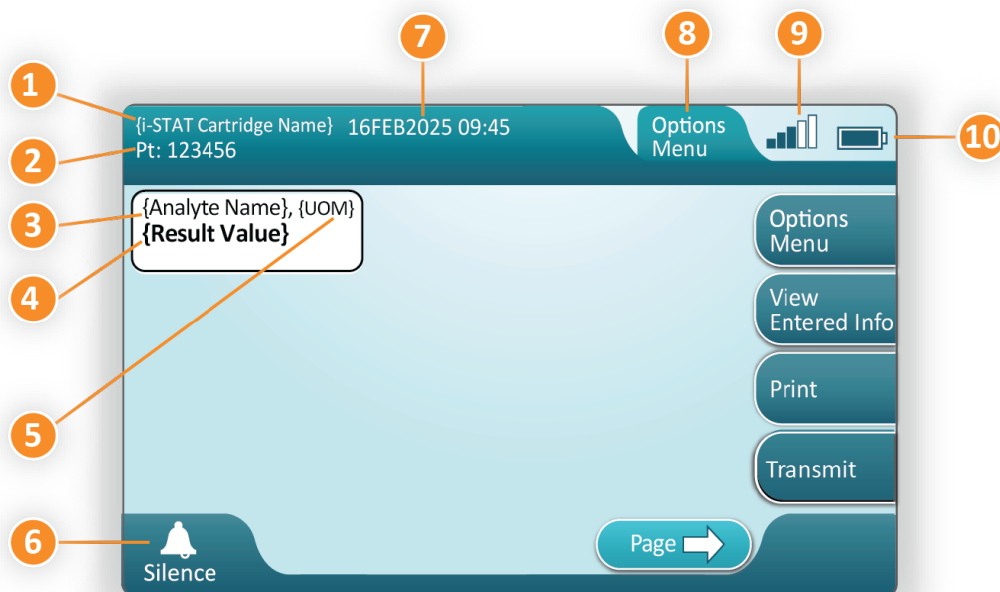 7
8
9
1
{i-STAT Cartridge Name} 16FEB2025 09:45
Options
Menu
10
2
Pt: 123456
3
{Analyte Name}, {UOM}
{Result Value}
Options
Menu
4
View
Entered Info
Print
5
Transmit
6
Silence
Page